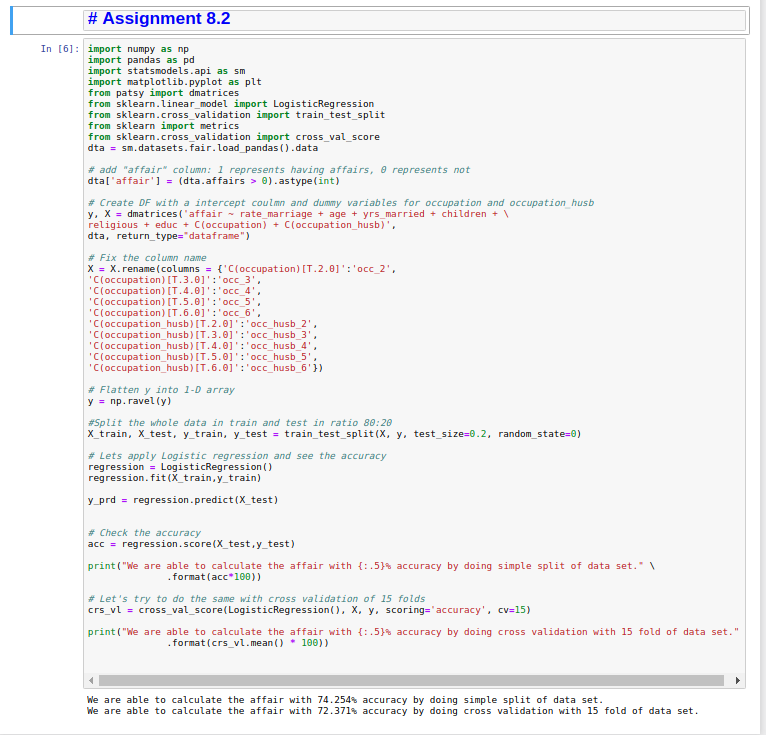 # Assignment 8.2
In [6]:
import numpy as np
import pandas as pd
import statsmodels.api as sm
import matplotlib.pyplot as plt
from patsy import dmatrices
from sklearn.linear_model import LogisticRegression
from sklearn.cross_validation import train_test_split
from sklearn import metrics
from sklearn.cross_validation import cross_val_score
dta = sm.datasets.fair.load_pandas().data

# add "affair" column: 1 represents having affairs, 0 represents not
dta['affair'] = (dta.affairs > 0).astype(int)

# Create DF with a intercept coulmn and dummy variables for occupation and occupation_husb
y, X = dmatrices('affair ~ rate_marriage + age + yrs_married + children + \
religious + educ + C(occupation) + C(occupation_husb)',
dta, return_type="dataframe")

# Fix the column name
X = X.rename(columns = {'C(occupation)[T.2.0]':'occ_2',
'C(occupation)[T.3.0]':'occ_3',
'C(occupation)[T.4.0]':'occ_4',
'C(occupation)[T.5.0]':'occ_5',
'C(occupation)[T.6.0]':'occ_6',
'C(occupation_husb)[T.2.0]':'occ_husb_2',
'C(occupation_husb)[T.3.0]':'occ_husb_3',
'C(occupation_husb)[T.4.0]':'occ_husb_4',
'C(occupation_husb)[T.5.0]':'occ_husb_5',
'C(occupation_husb)[T.6.0]':'occ_husb_6'})

# Flatten y into 1-D array
y = np.ravel(y)

#Split the whole data in train and test in ratio 80:20
X_train, X_test, y_train, y_test = train_test_split(X, y, test_size=0.2, random_state=0)

# Lets apply Logistic regression and see the accuracy
regression = LogisticRegression()
regression.fit(X_train,y_train)

y_prd = regression.predict(X_test)

# Check the accuracy
acc = regression.score(X_test,y_test)

print("We are able to calculate the affair with {:.5}% accuracy by doing simple split of data set." \
.format(acc*100))

# Let's try to do the same with cross validation of 15 folds
crs_vl = cross_val_score(LogisticRegression(), X, y, scoring='accuracy', cv=15)

print("We are able to calculate the affair with {:.5}% accuracy by doing cross validation with 15 fold of data set."
.format(crs_vl.mean() * 100))

We are able to calculate the affair with 74.254% accuracy by doing simple split of data set.
We are able to calculate the affair with 72.371% accuracy by doing cross validation with 15 fold of data set.